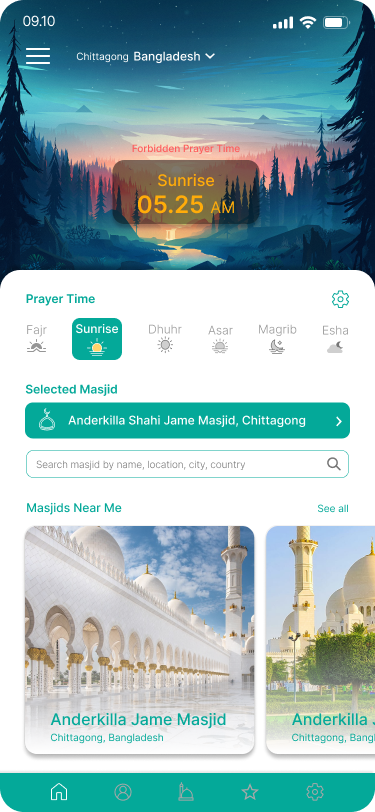 09.10
Chittagong Bangladesh
Forbidden Prayer Time
Sunrise
05.25 AM
Prayer Time
Fajr Sunrise Dhuhr Asar Magrib Esha
Selected Masjid
Anderkilla Shahi Jame Masjid, Chittagong
Search masjid by name, location, city, country
Masjids Near Me See all
Anderkilla Jame Masjid
Chittagong, Bangladesh
Anderkilla
Chittagong, Bang